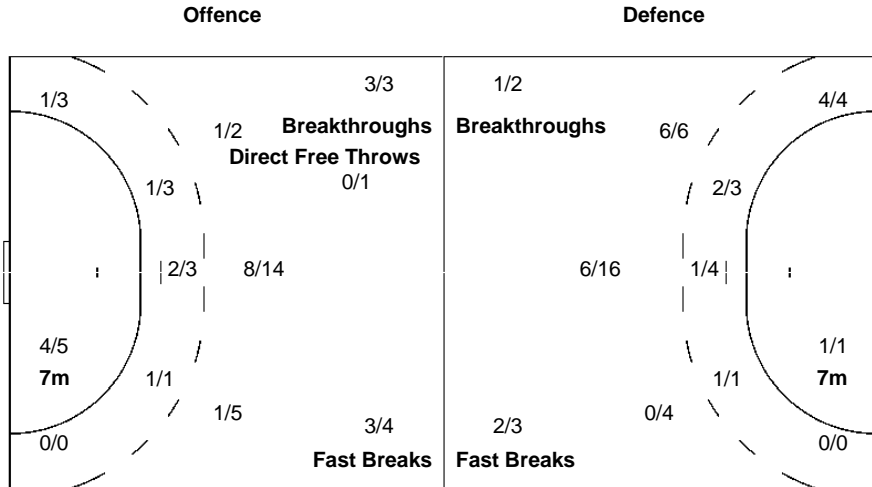 Offence Defence
3/3 1/2
1/3 4/4
1/2 Breakthroughs Breakthroughs 6/6
Direct Free Throws
1/3 0/1 2/3
2/3 8/14 6/16 1/4
4/5 1/1
7m 1/1 1/1 7m
1/5 3/4 2/3 0/4
0/0 0/0
Fast Breaks Fast Breaks